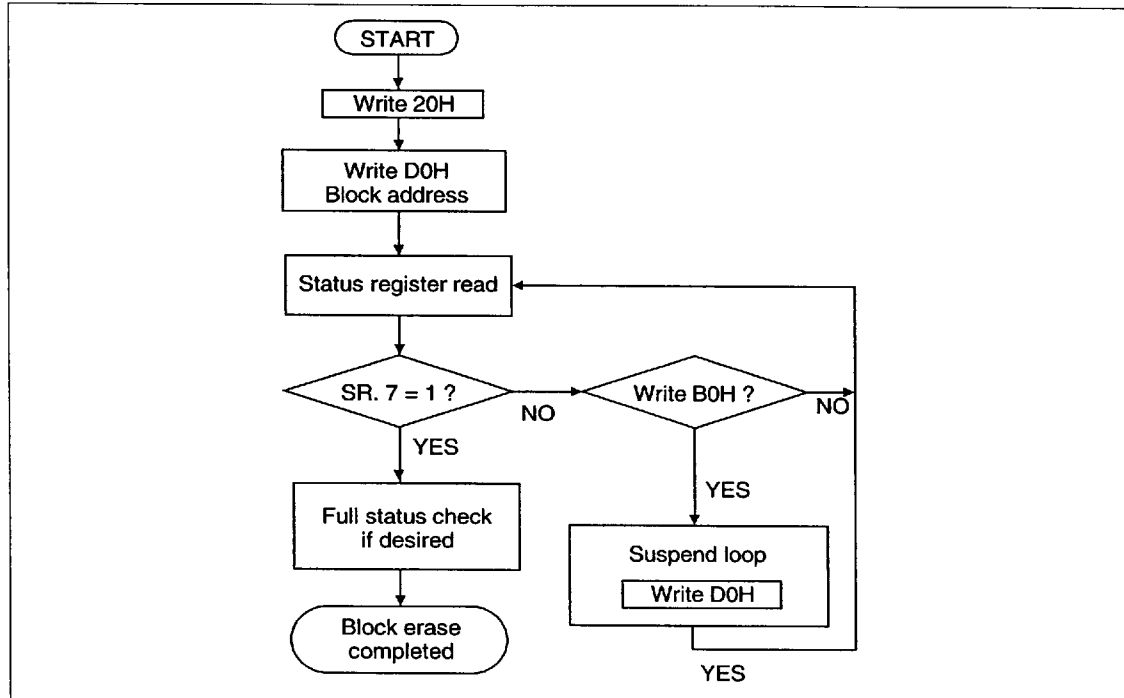 START
Write 20H
Write D0H
Block address
Status register read
SR. 7 = 1 ?
NO
Write B0H ?
NO
YES
YES
Full status check
if desired
Suspend loop
Write D0H
Block erase
completed
YES